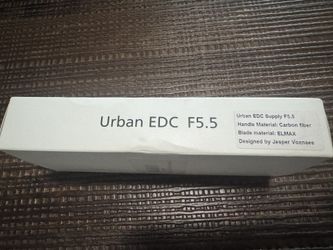 Urban EDC F5.5
Urban EDC Supply F5.5
Handle Material: Carbon fiber
Blade material: ELMAX
Designed by Jesper Voxnaes